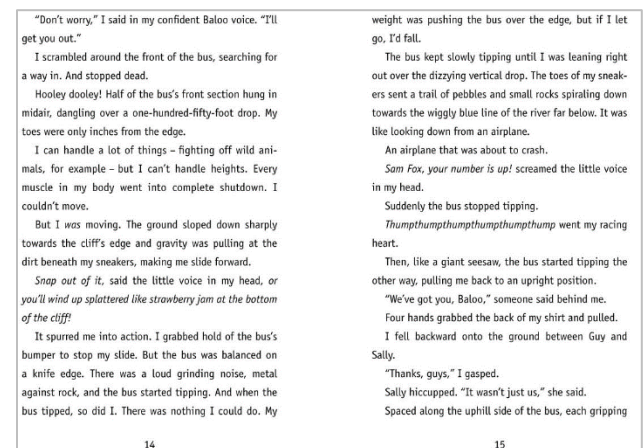 "Don't worry," I said in my confident Baloo voice. "I'll
get you out."
I scrambled around the front of the bus, searching for
a way in. And stopped dead.
Hooley dooley! Half of the bus's front section hung in
midair, dangling over a one-hundred-fifty-foot drop. My
toes were only inches from the edge.
I can handle a lot of things – fighting off wild ani-
mals, for example – but I can't handle heights. Every
muscle in my body went into complete shutdown. I
couldn't move.
But I was moving. The ground sloped down sharply
towards the cliff's edge and gravity was pulling at the
dirt beneath my sneakers, making me slide forward.
Snap out of it, said the little voice in my head, or
you'll wind up splattered like strawberry jam at the bottom
of the cliff!
It spurred me into action. I grabbed hold of the bus's
bumper to stop my slide. But the bus was balanced on
a knife edge. There was a loud grinding noise, metal
against rock, and the bus started tipping. And when the
bus tipped, so did I. There was nothing I could do. My
14
weight was pushing the bus over the edge, but if I let
go, I'd fall.
The bus kept slowly tipping until I was leaning right
out over the dizzying vertical drop. The toes of my sneak-
ers sent a trail of pebbles and small rocks spiraling down
towards the wiggly blue line of the river far below. It was
like looking down from an airplane.
An airplane that was about to crash.
Sam Fox, your number is up! screamed the little voice
in my head.
Suddenly the bus stopped tipping.
Thumpthumpthumpthumpthumpthump went my racing
heart.
Then, like a giant seesaw, the bus started tipping the
other way, pulling me back to an upright position.
"We've got you, Baloo," someone said behind me.
Four hands grabbed the back of my shirt and pulled.
I fell backward onto the ground between Guy and
Sally.
"Thanks, guys," I gasped.
Sally hiccupped. "It wasn't just us," she said.
Spaced along the uphill side of the bus, each gripping
15